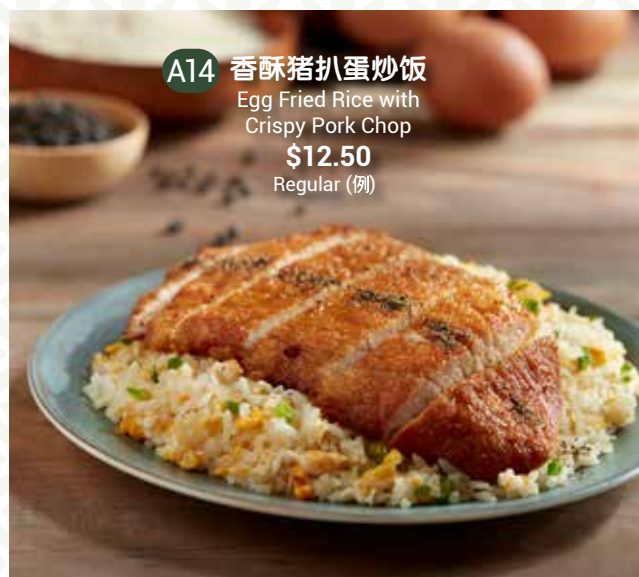 A14 香酥猪扒蛋炒饭
Egg Fried Rice with
Crispy Pork Chop
$12.50
Regular (例)